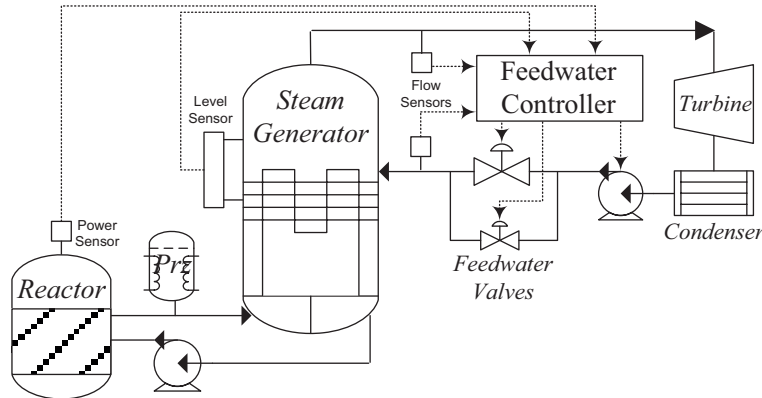 Level
Sensor
Steam
Generator
Flow
Sensors
Feedwater
Controller
Turbine
Power
Sensor
Prz
Reactor
Feedwater
Valves
Condenser